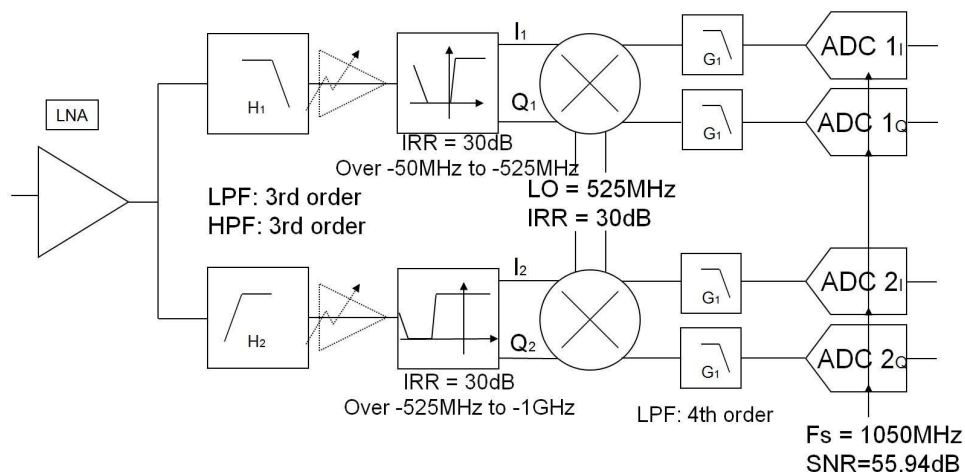 LNA
H1
LPF: 3rd order
HPF: 3rd order
H2
IRR = 30dB
Over -50MHz to -525MHz
I1
Q1
LO = 525MHz
IRR = 30dB
G1
G1
ADC 1I
ADC 1Q
I2
Q2
IRR = 30dB
Over -525MHz to -1GHz
G1
G1
LPF: 4th order
ADC 2I
ADC 2Q
Fs = 1050MHz
SNR=55.94dB